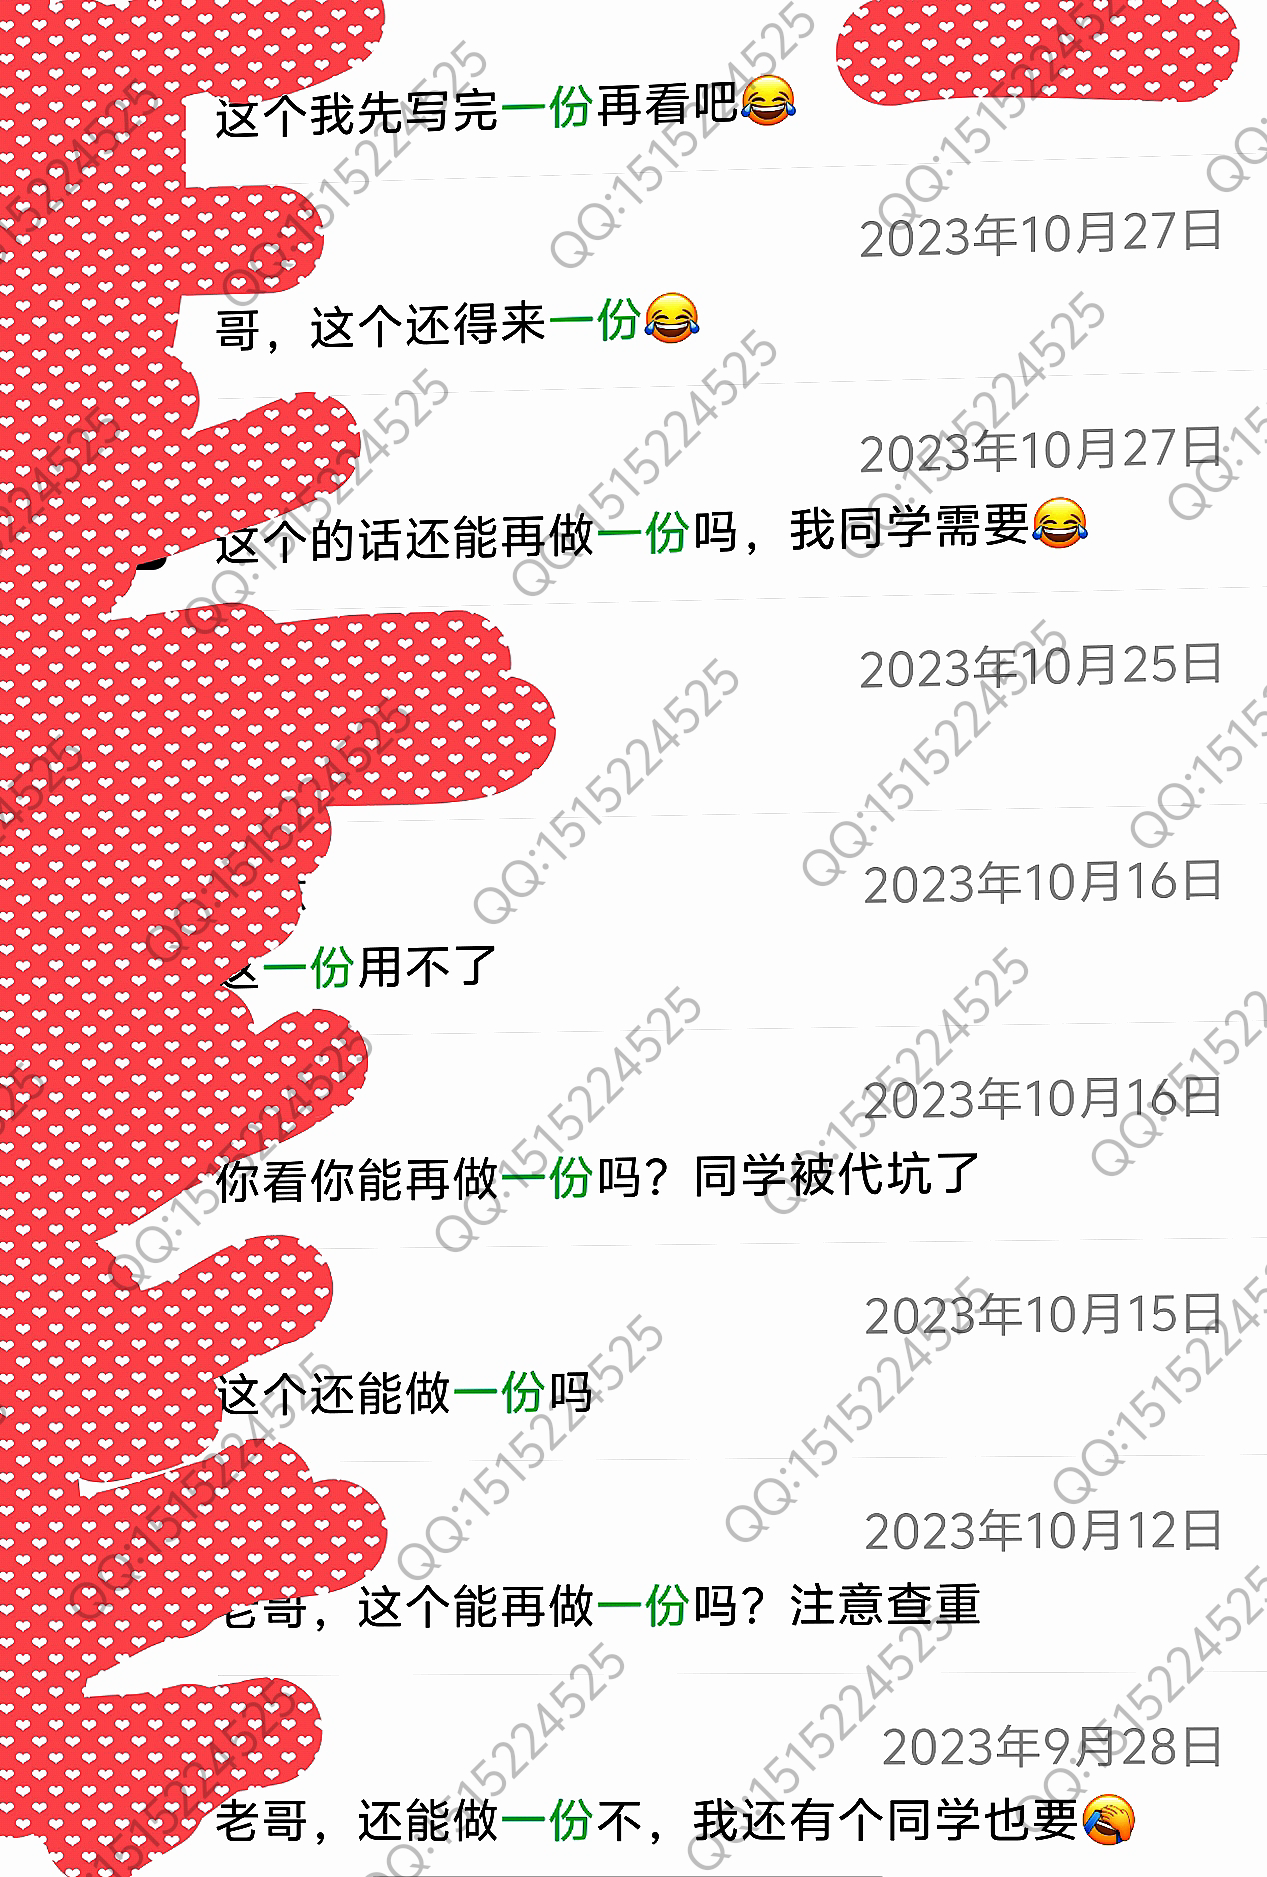 这个我先写完一份再看吧😂
2023年10月27日
哥，这个还得来一份😂
2023年10月27日
这个的话还能再做一份吗，我同学需要😂
2023年10月25日
2023年10月16日
这一份用不了
2023年10月16日
你看你能再做一份吗？同学被代坑了
2023年10月15日
这个还能做一份吗
2023年10月12日
老哥，这个能再做一份吗？注意查重
2023年9月28日
老哥，还能做一份不，我还有个同学也要🤦
QQ:1515224525